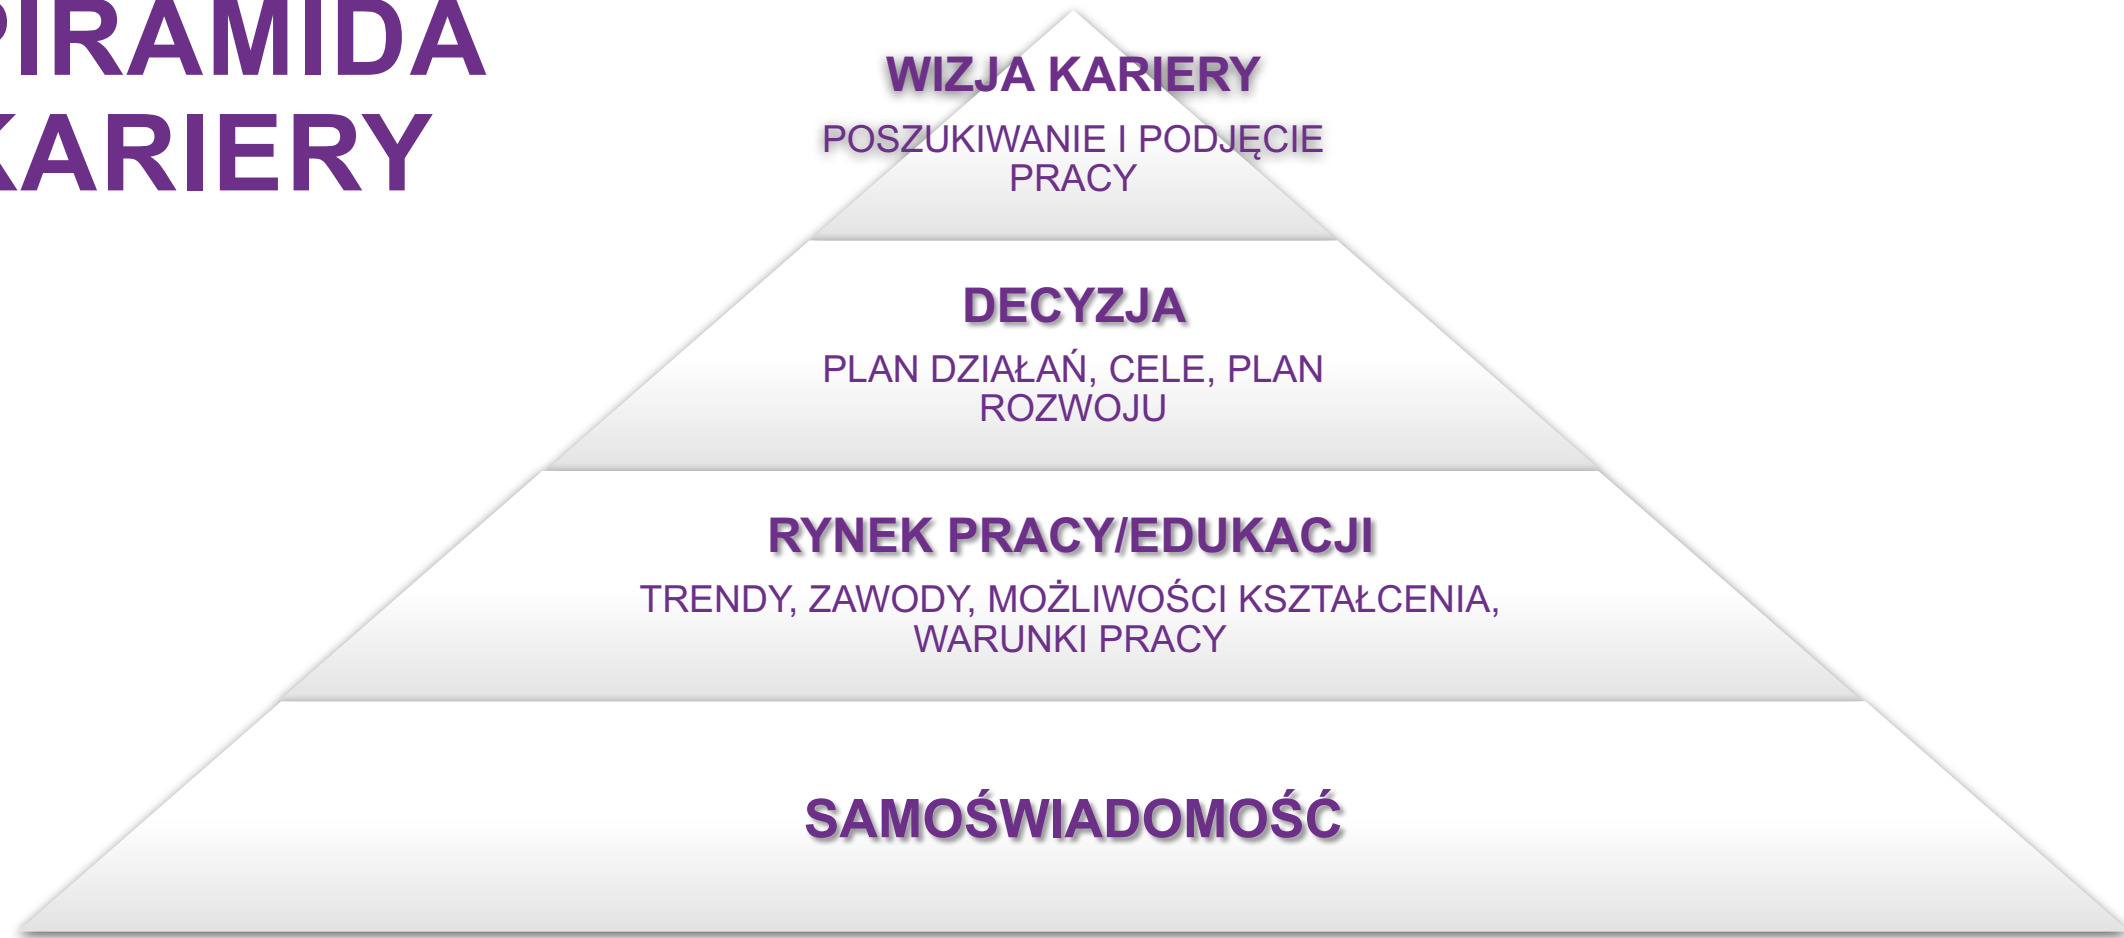 PIRAMIDA
KARIERY
WIZJA KARIERY
POSZUKIWANIE I PODJĘCIE
PRACY
DECYZJA
PLAN DZIAŁAŃ, CELE, PLAN
ROZWOJU
RYNEK PRACY/EDUKACJI
TRENDY, ZAWODY, MOŻLIWOŚCI KSZTAŁCENIA,
WARUNKI PRACY
SAMOŚWIADOMOŚĆ